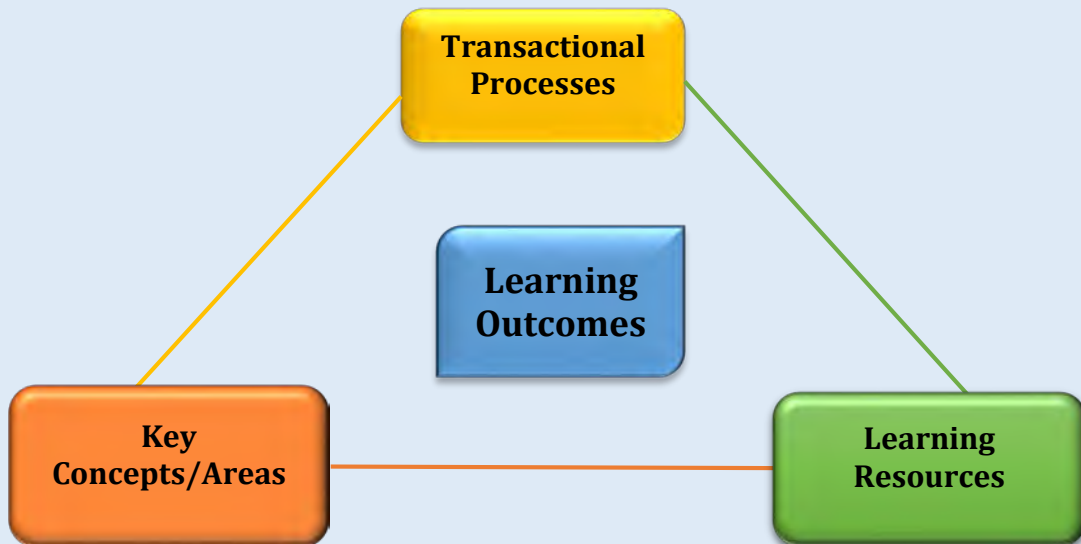 Transactional
Processes
Learning
Outcomes
Key
Concepts/Areas
Learning
Resources